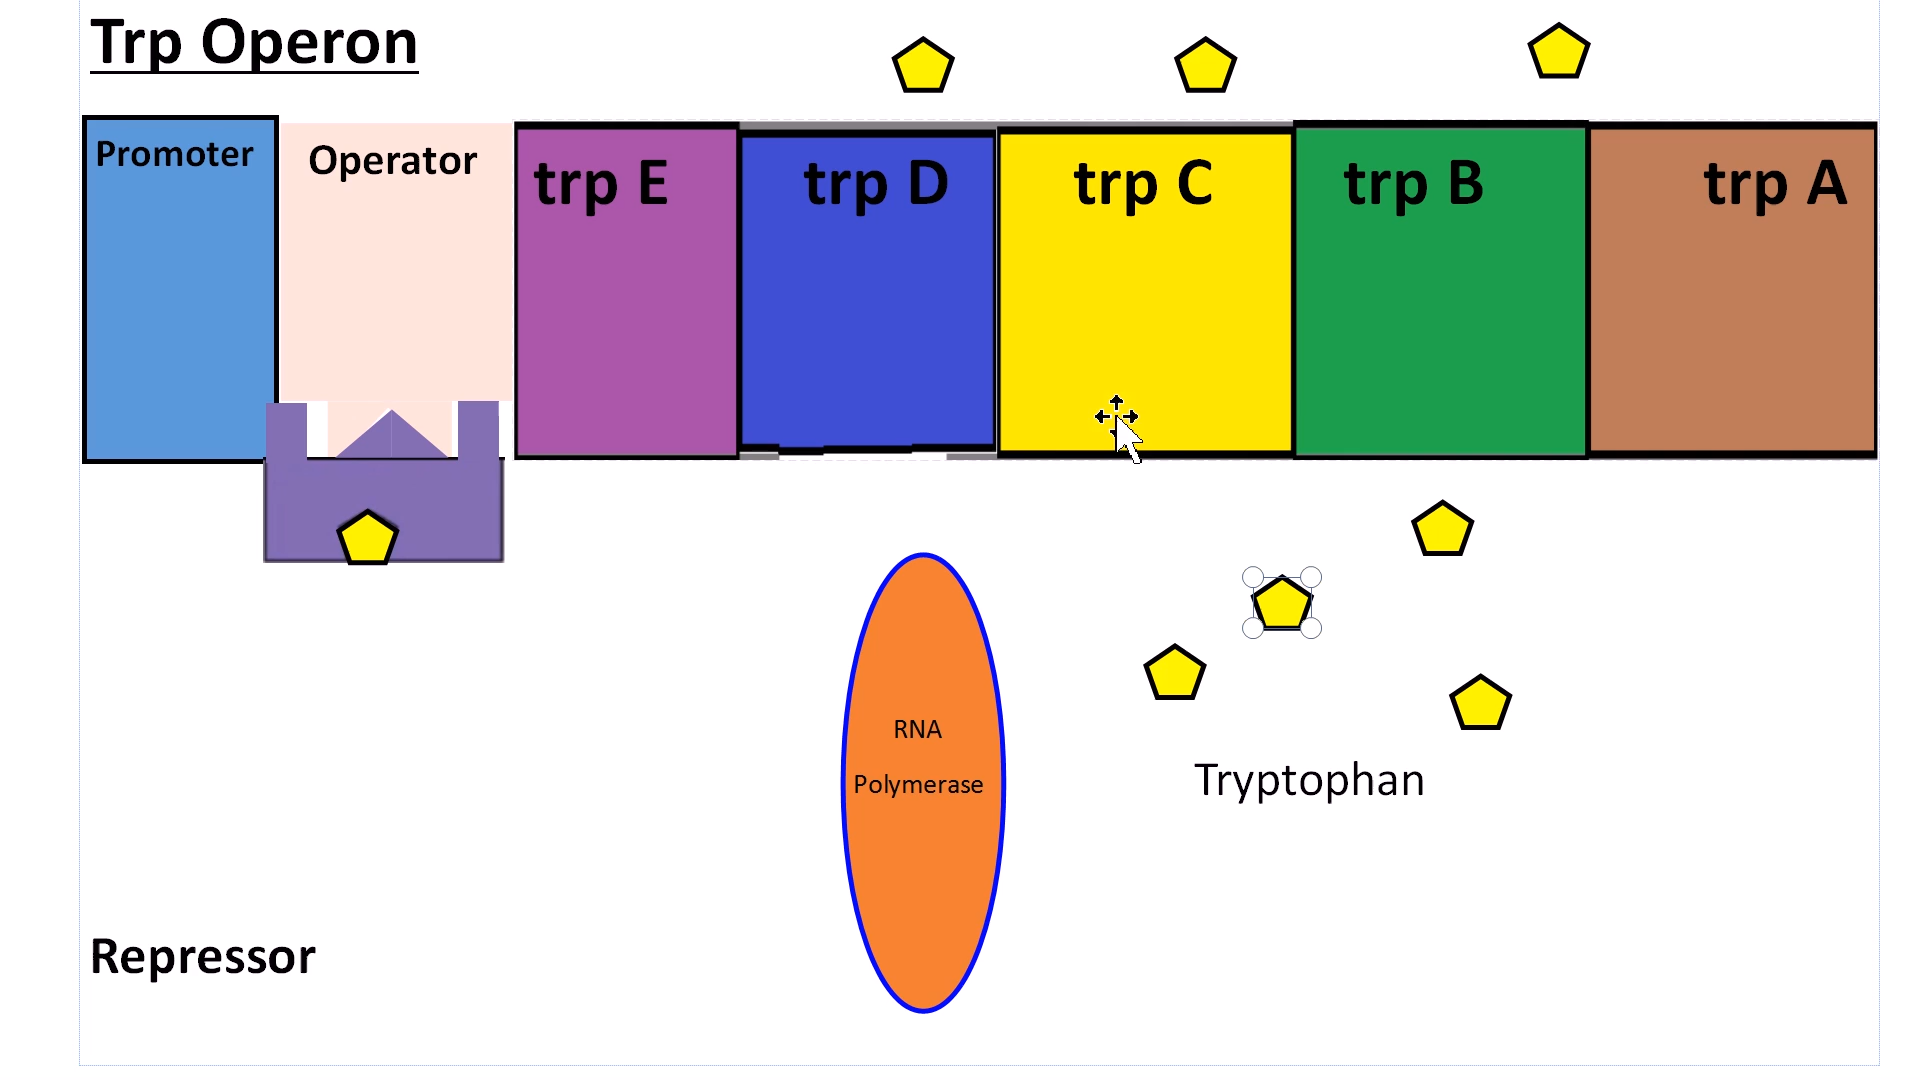 Trp Operon
Promoter
Operator
trp E
trp D
trp C
trp B
trp A
RNA
Polymerase
Tryptophan
Repressor